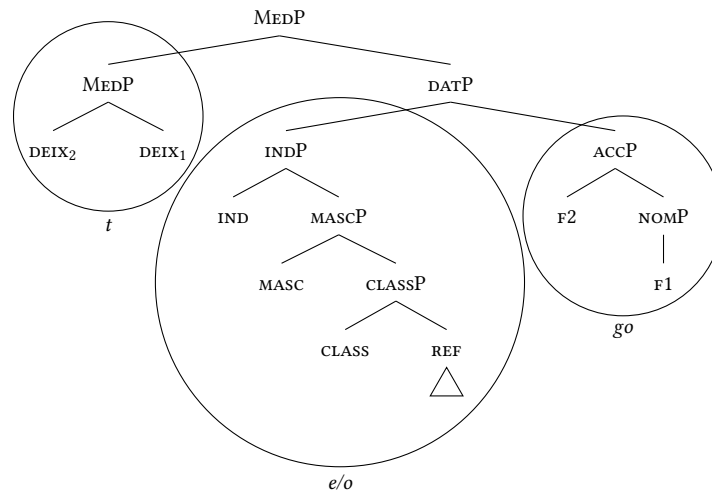 MedP
MedP datP
deix2 deix1 indP accP
t ind mascP f2 nomP
masc classP f1
class ref go
e/o